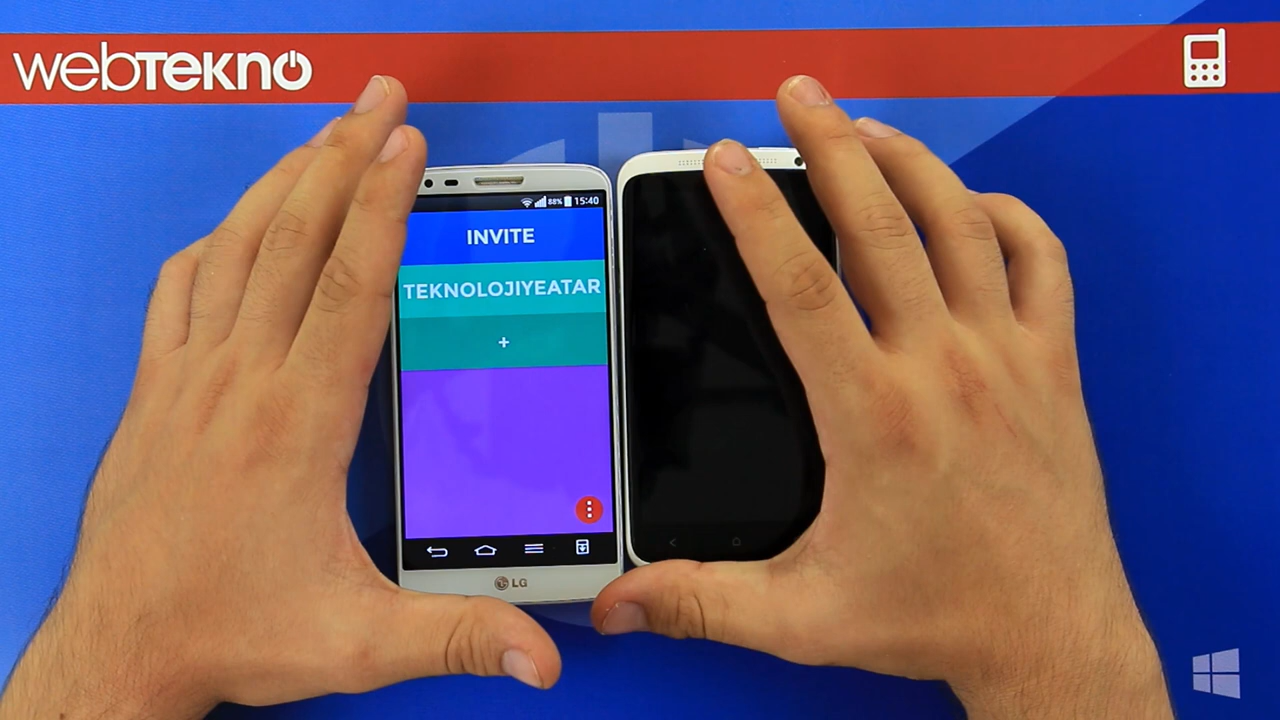 webTEKNO
88% 15:40
INVITE
TEKNOLOJIYEATAR
+
LG